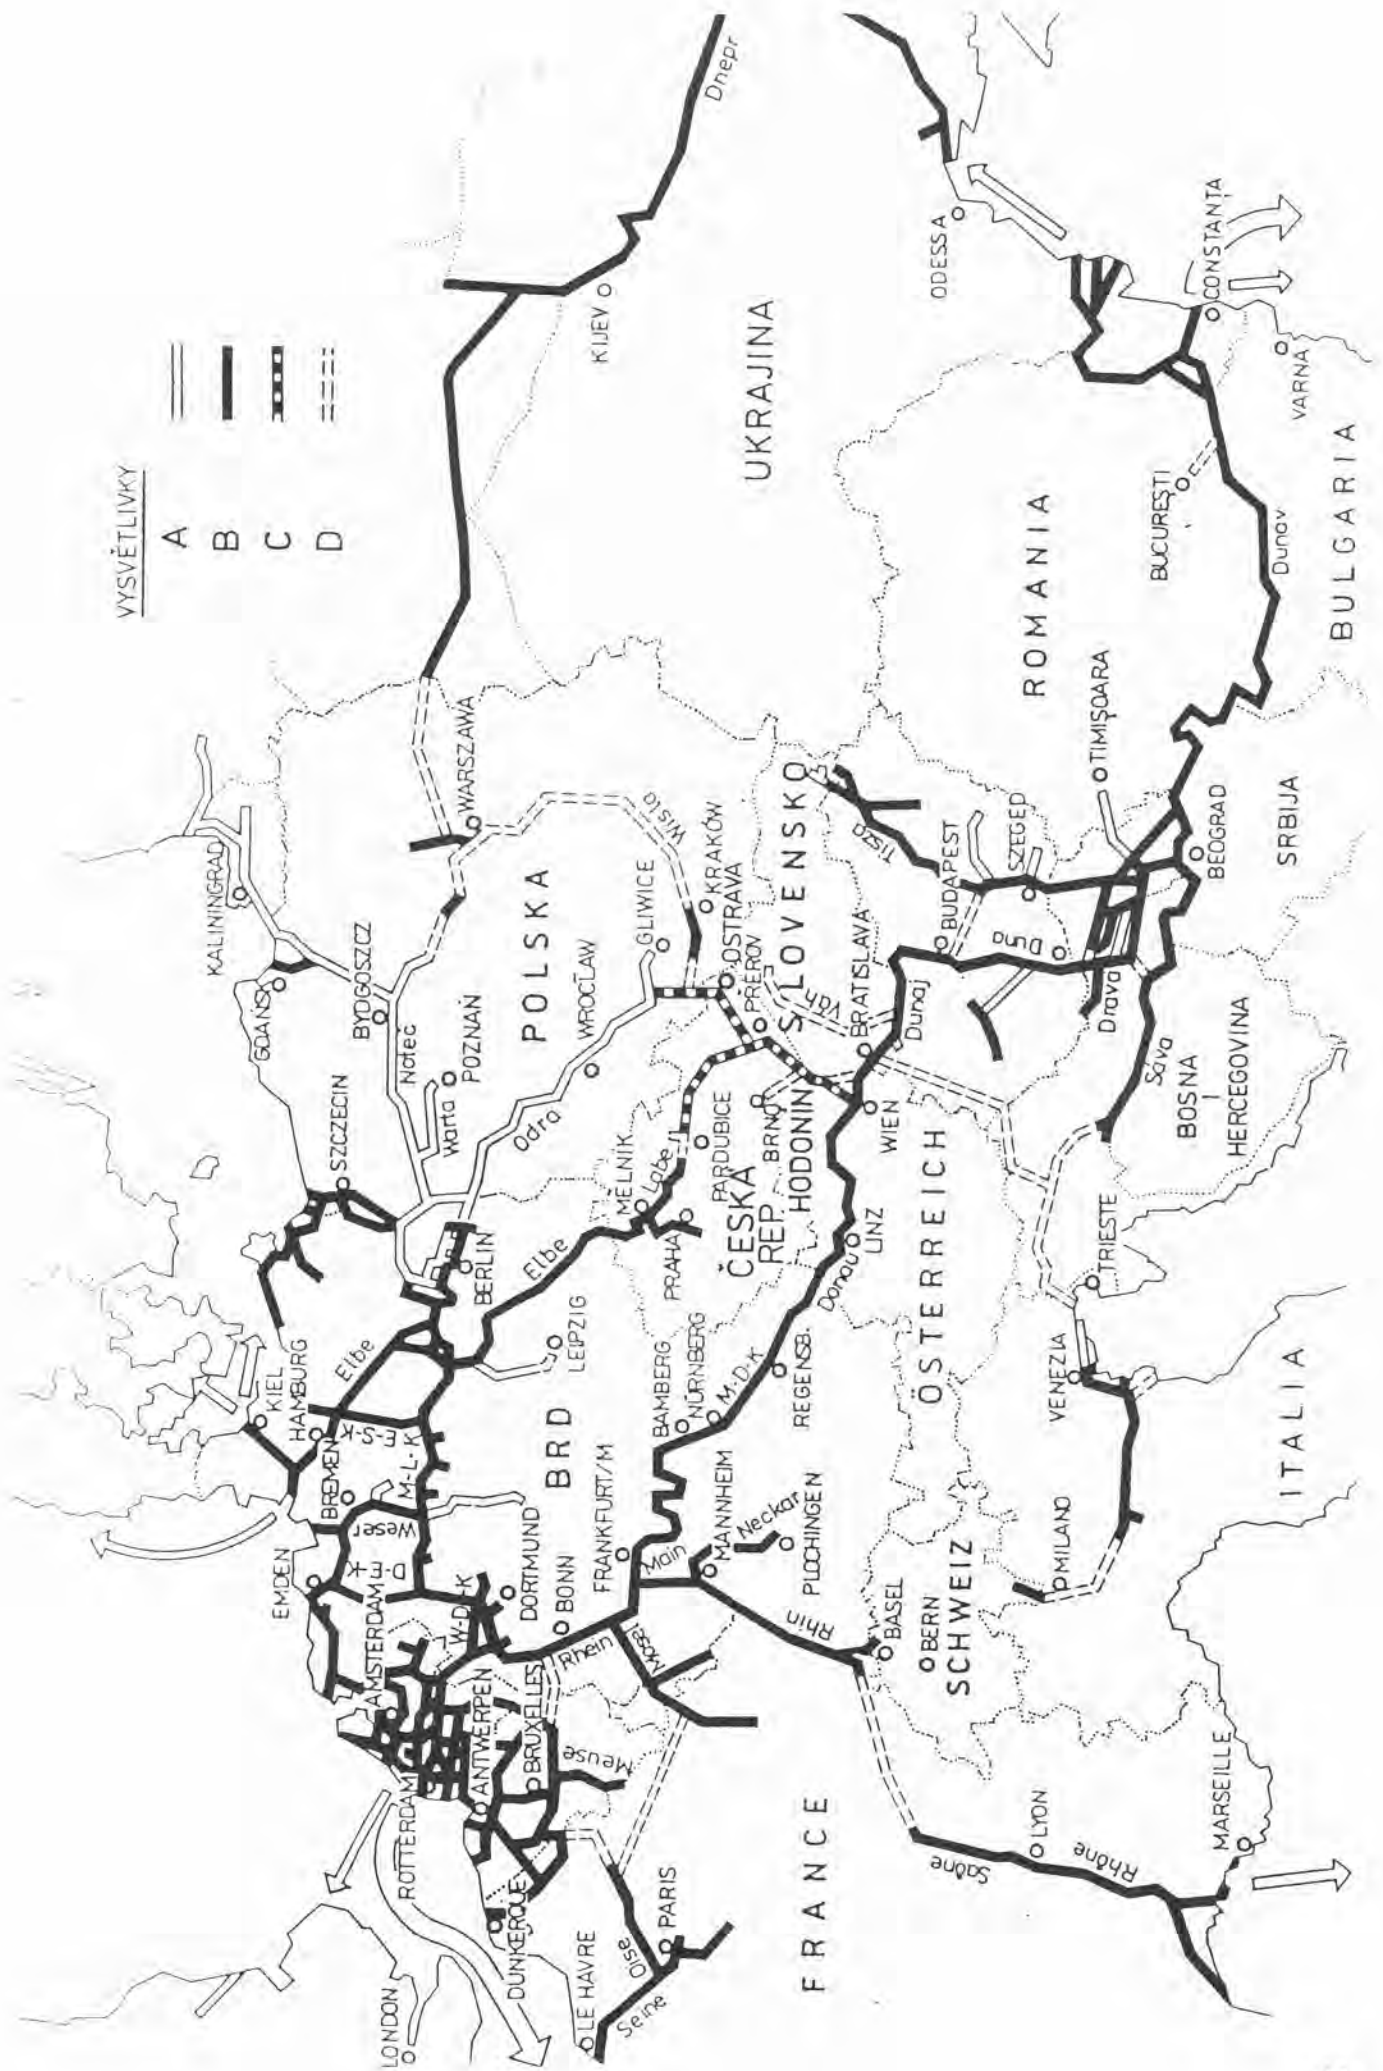 VYSVĚTLIVKY
A
B
C
D
Dnepr
KIJEV
UKRAJINA
ODESSA
CONSTANȚA
VARNA
BULGARIA
BUCUREȘTI
Dunav
ROMANIA
TIMIȘOARA
BEOGRAD
SRBIJA
KALININGRAD
GDAŃSK
BYDGOSZCZ
WARSZAWA
Wisła
Noteć
POZNAŃ
Warta
POLSKA
WROCŁAW
GLIWICE
KRAKÓW
OSTRAVA
Odra
SZCZECIN
SLOVENSKO
PŘEROV
Váh
Tisza
BUDAPEST
SZEGED
BRATISLAVA
Dunaj
Drava
Sava
BOSNA
I
HERCEGOVINA
MELNIK
Labe
PARDUBICE
PRAHA
ČESKÁ
REP.
BRNO
HODONÍN
WIEN
LINZ
Donau
ÖSTERREICH
TRIESTE
VENEZIA
ITALIA
MILANO
KIEL
HAMBURG
Elbe
BERLIN
Elbe
LEIPZIG
BREMEN
E-S-K
M-L-K
Weser
EMDEN
D-E-K
BRD
BAMBERG
NÜRNBERG
M-D-K
REGENSB.
FRANKFURT/M
Main
MANNHEIM
Neckar
PLOCHINGEN
AMSTERDAM
W-D-K
DORTMUND
BONN
Rhein
Mosel
Rhin
BASEL
BERN
SCHWEIZ
ROTTERDAM
ANTWERPEN
BRUXELLES
Meuse
DUNKERQUE
LONDON
LE HAVRE
Seine
Oise
PARIS
FRANCE
Saône
LYON
Rhône
MARSEILLE